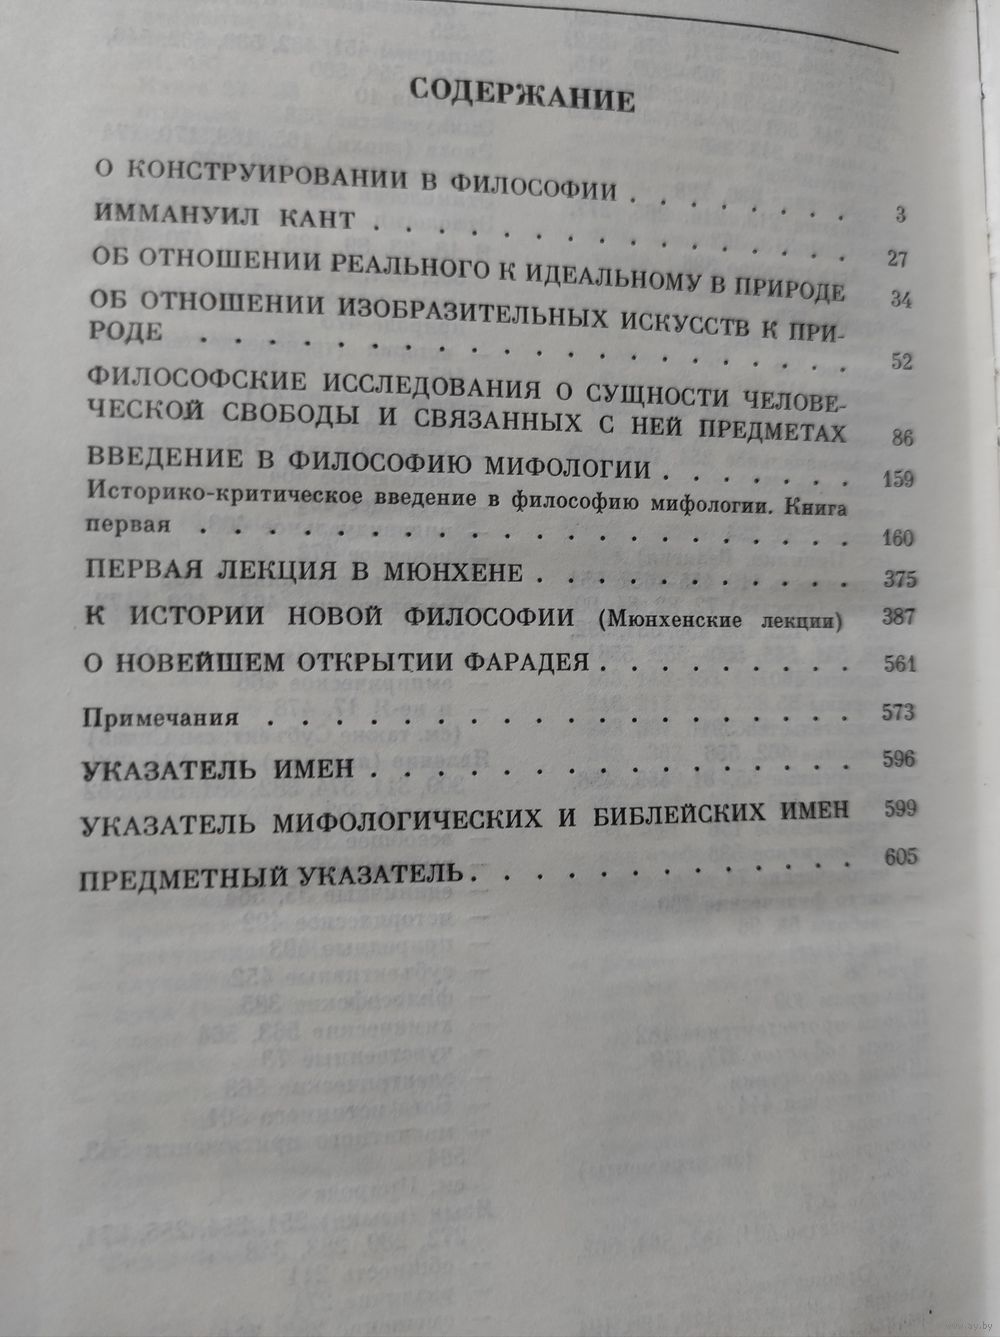 СОДЕРЖАНИЕ
О КОНСТРУИРОВАНИИ В ФИЛОСОФИИ . . . . . . . 3
ИММАНУИЛ КАНТ . . . . . . . . . . . . 27
ОБ ОТНОШЕНИИ РЕАЛЬНОГО К ИДЕАЛЬНОМУ В ПРИРОДЕ 34
ОБ ОТНОШЕНИИ ИЗОБРАЗИТЕЛЬНЫХ ИСКУССТВ К ПРИ-
РОДЕ . . . . . . . . . . . . . . . . 52
ФИЛОСОФСКИЕ ИССЛЕДОВАНИЯ О СУЩНОСТИ ЧЕЛОВЕ-
ЧЕСКОЙ СВОБОДЫ И СВЯЗАННЫХ С НЕЙ ПРЕДМЕТАХ 86
ВВЕДЕНИЕ В ФИЛОСОФИЮ МИФОЛОГИИ . . . . . . . 159
Историко-критическое введение в философию мифологии. Книга
первая . . . . . . . . . . . . . . . . 160
ПЕРВАЯ ЛЕКЦИЯ В МЮНХЕНЕ . . . . . . . . . . . 375
К ИСТОРИИ НОВОЙ ФИЛОСОФИИ (Мюнхенские лекции) 387
О НОВЕЙШЕМ ОТКРЫТИИ ФАРАДЕЯ . . . . . . . . . 561
Примечания . . . . . . . . . . . . . . . . . . 573
УКАЗАТЕЛЬ ИМЕН . . . . . . . . . . . . . . . 596
УКАЗАТЕЛЬ МИФОЛОГИЧЕСКИХ И БИБЛЕЙСКИХ ИМЕН 599
ПРЕДМЕТНЫЙ УКАЗАТЕЛЬ . . . . . . . . . . . . 605